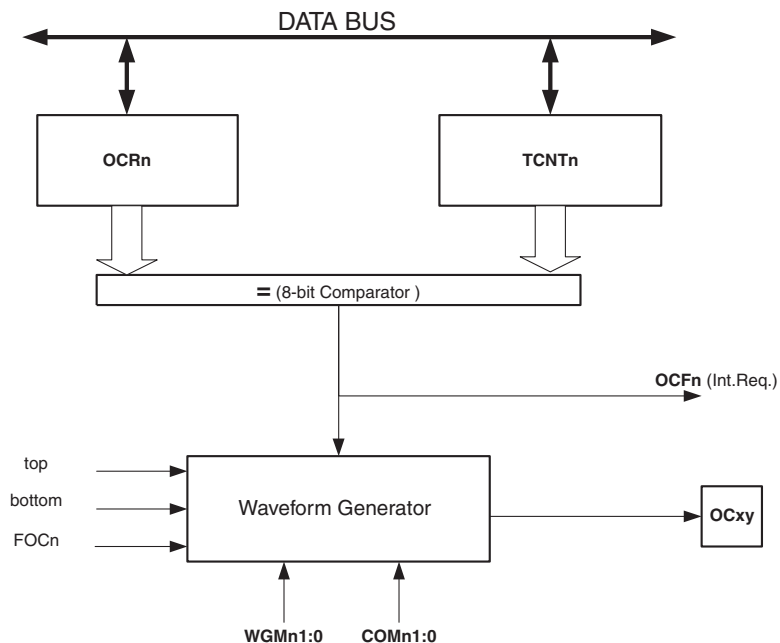 DATA BUS
OCRn
TCNTn
= (8-bit Comparator )
OCFn (Int.Req.)
top
bottom
FOCn
Waveform Generator
OCxy
WGMn1:0
COMn1:0